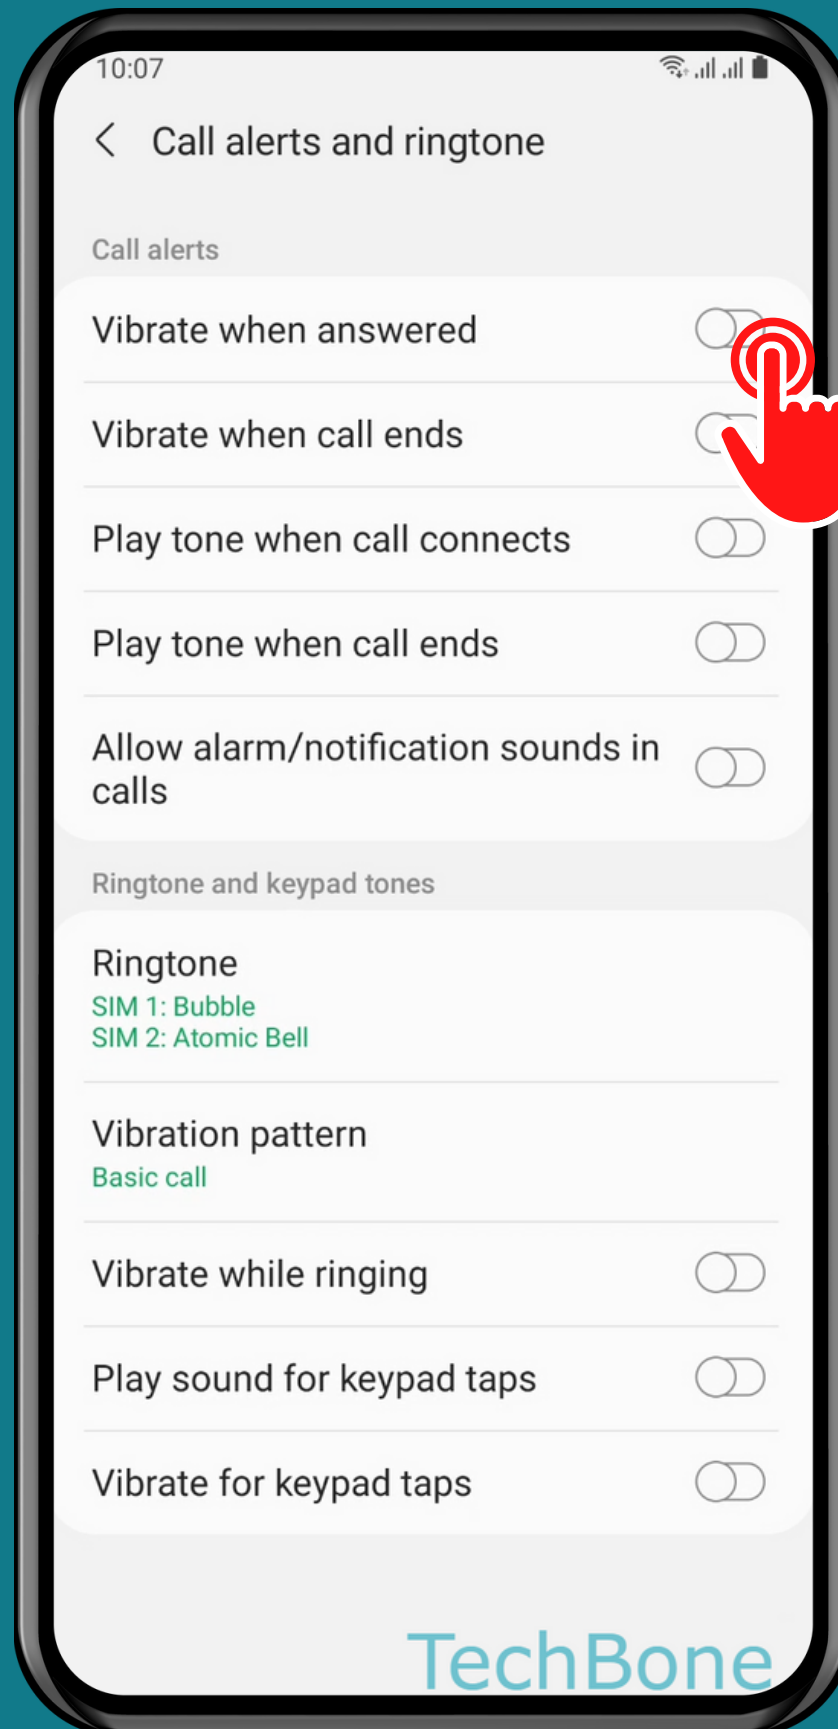 10:07
Call alerts and ringtone
Call alerts
Vibrate when answered
Vibrate when call ends
Play tone when call connects
Play tone when call ends
Allow alarm/notification sounds in
calls
Ringtone and keypad tones
Ringtone
SIM 1: Bubble
SIM 2: Atomic Bell
Vibration pattern
Basic call
Vibrate while ringing
Play sound for keypad taps
Vibrate for keypad taps
TechBone